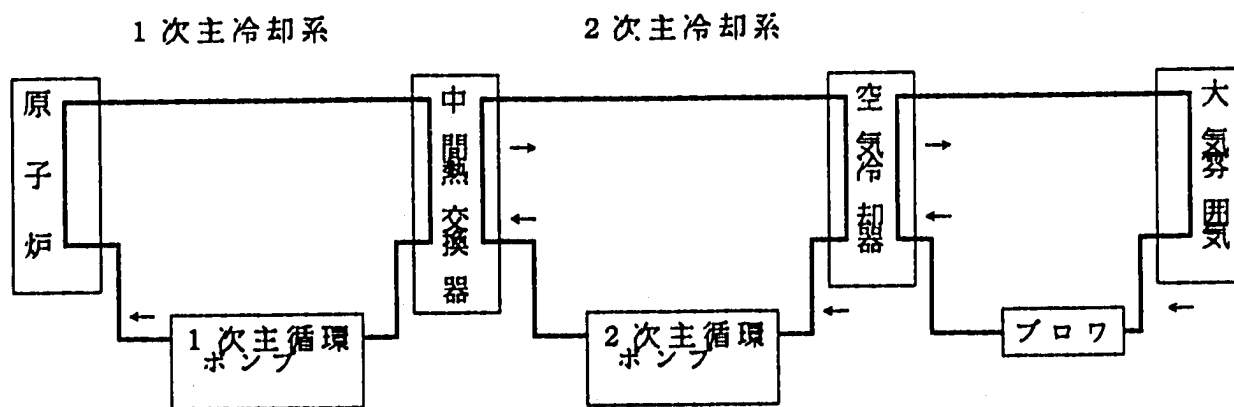 1次主冷却系
2次主冷却系
原子炉
中間熱交換器
空気冷却器
大気雰囲気
1次主循環
ポンプ
2次主循環
ポンプ
ブロワ